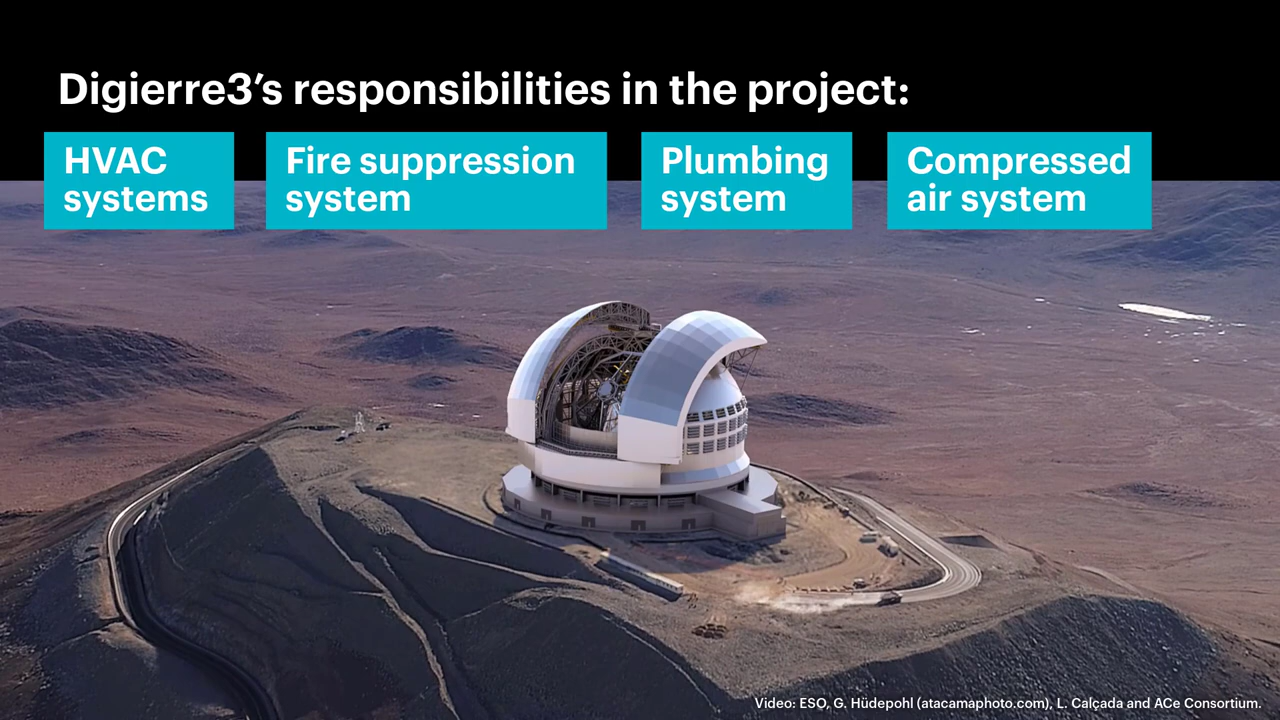 Digierre3’s responsibilities in the project:
HVAC
systems
Fire suppression
system
Plumbing
system
Compressed
air system
Video: ESO, G. Hüdepohl (atacamaphoto.com), L. Calçada and ACe Consortium.